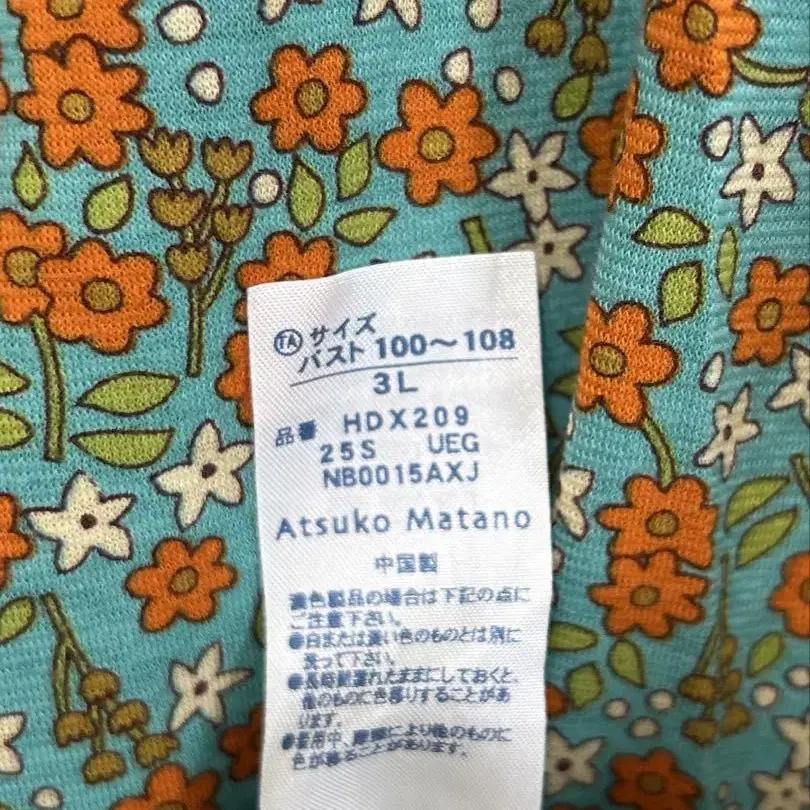 TA サイズ
バスト 100～108
3L
品番 HDX209
25S UEG
NB0015AXJ
Atsuko Matano
中国製
濃色製品の場合は下記の点に
ご注意下さい。
●白または濃い色のものとは別に
洗って下さい。
●長時間濡れたままにしておくと、
他のものに色移りすることがあ
ります。
●着用中、摩擦により他のものに
色が移ることがあります。